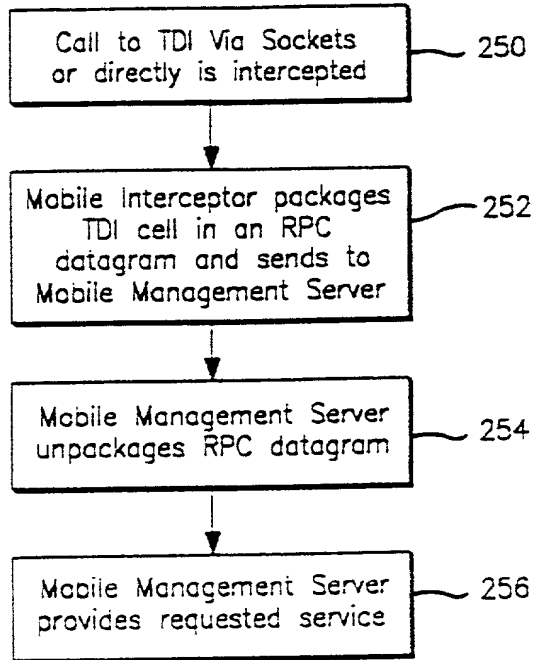 Call to TDI Via Sockets
or directly is intercepted
250
Mobile Interceptor packages
TDI cell in an RPC
datagram and sends to
Mobile Management Server
252
Mobile Management Server
unpackages RPC datagram
254
Mobile Management Server
provides requested service
256